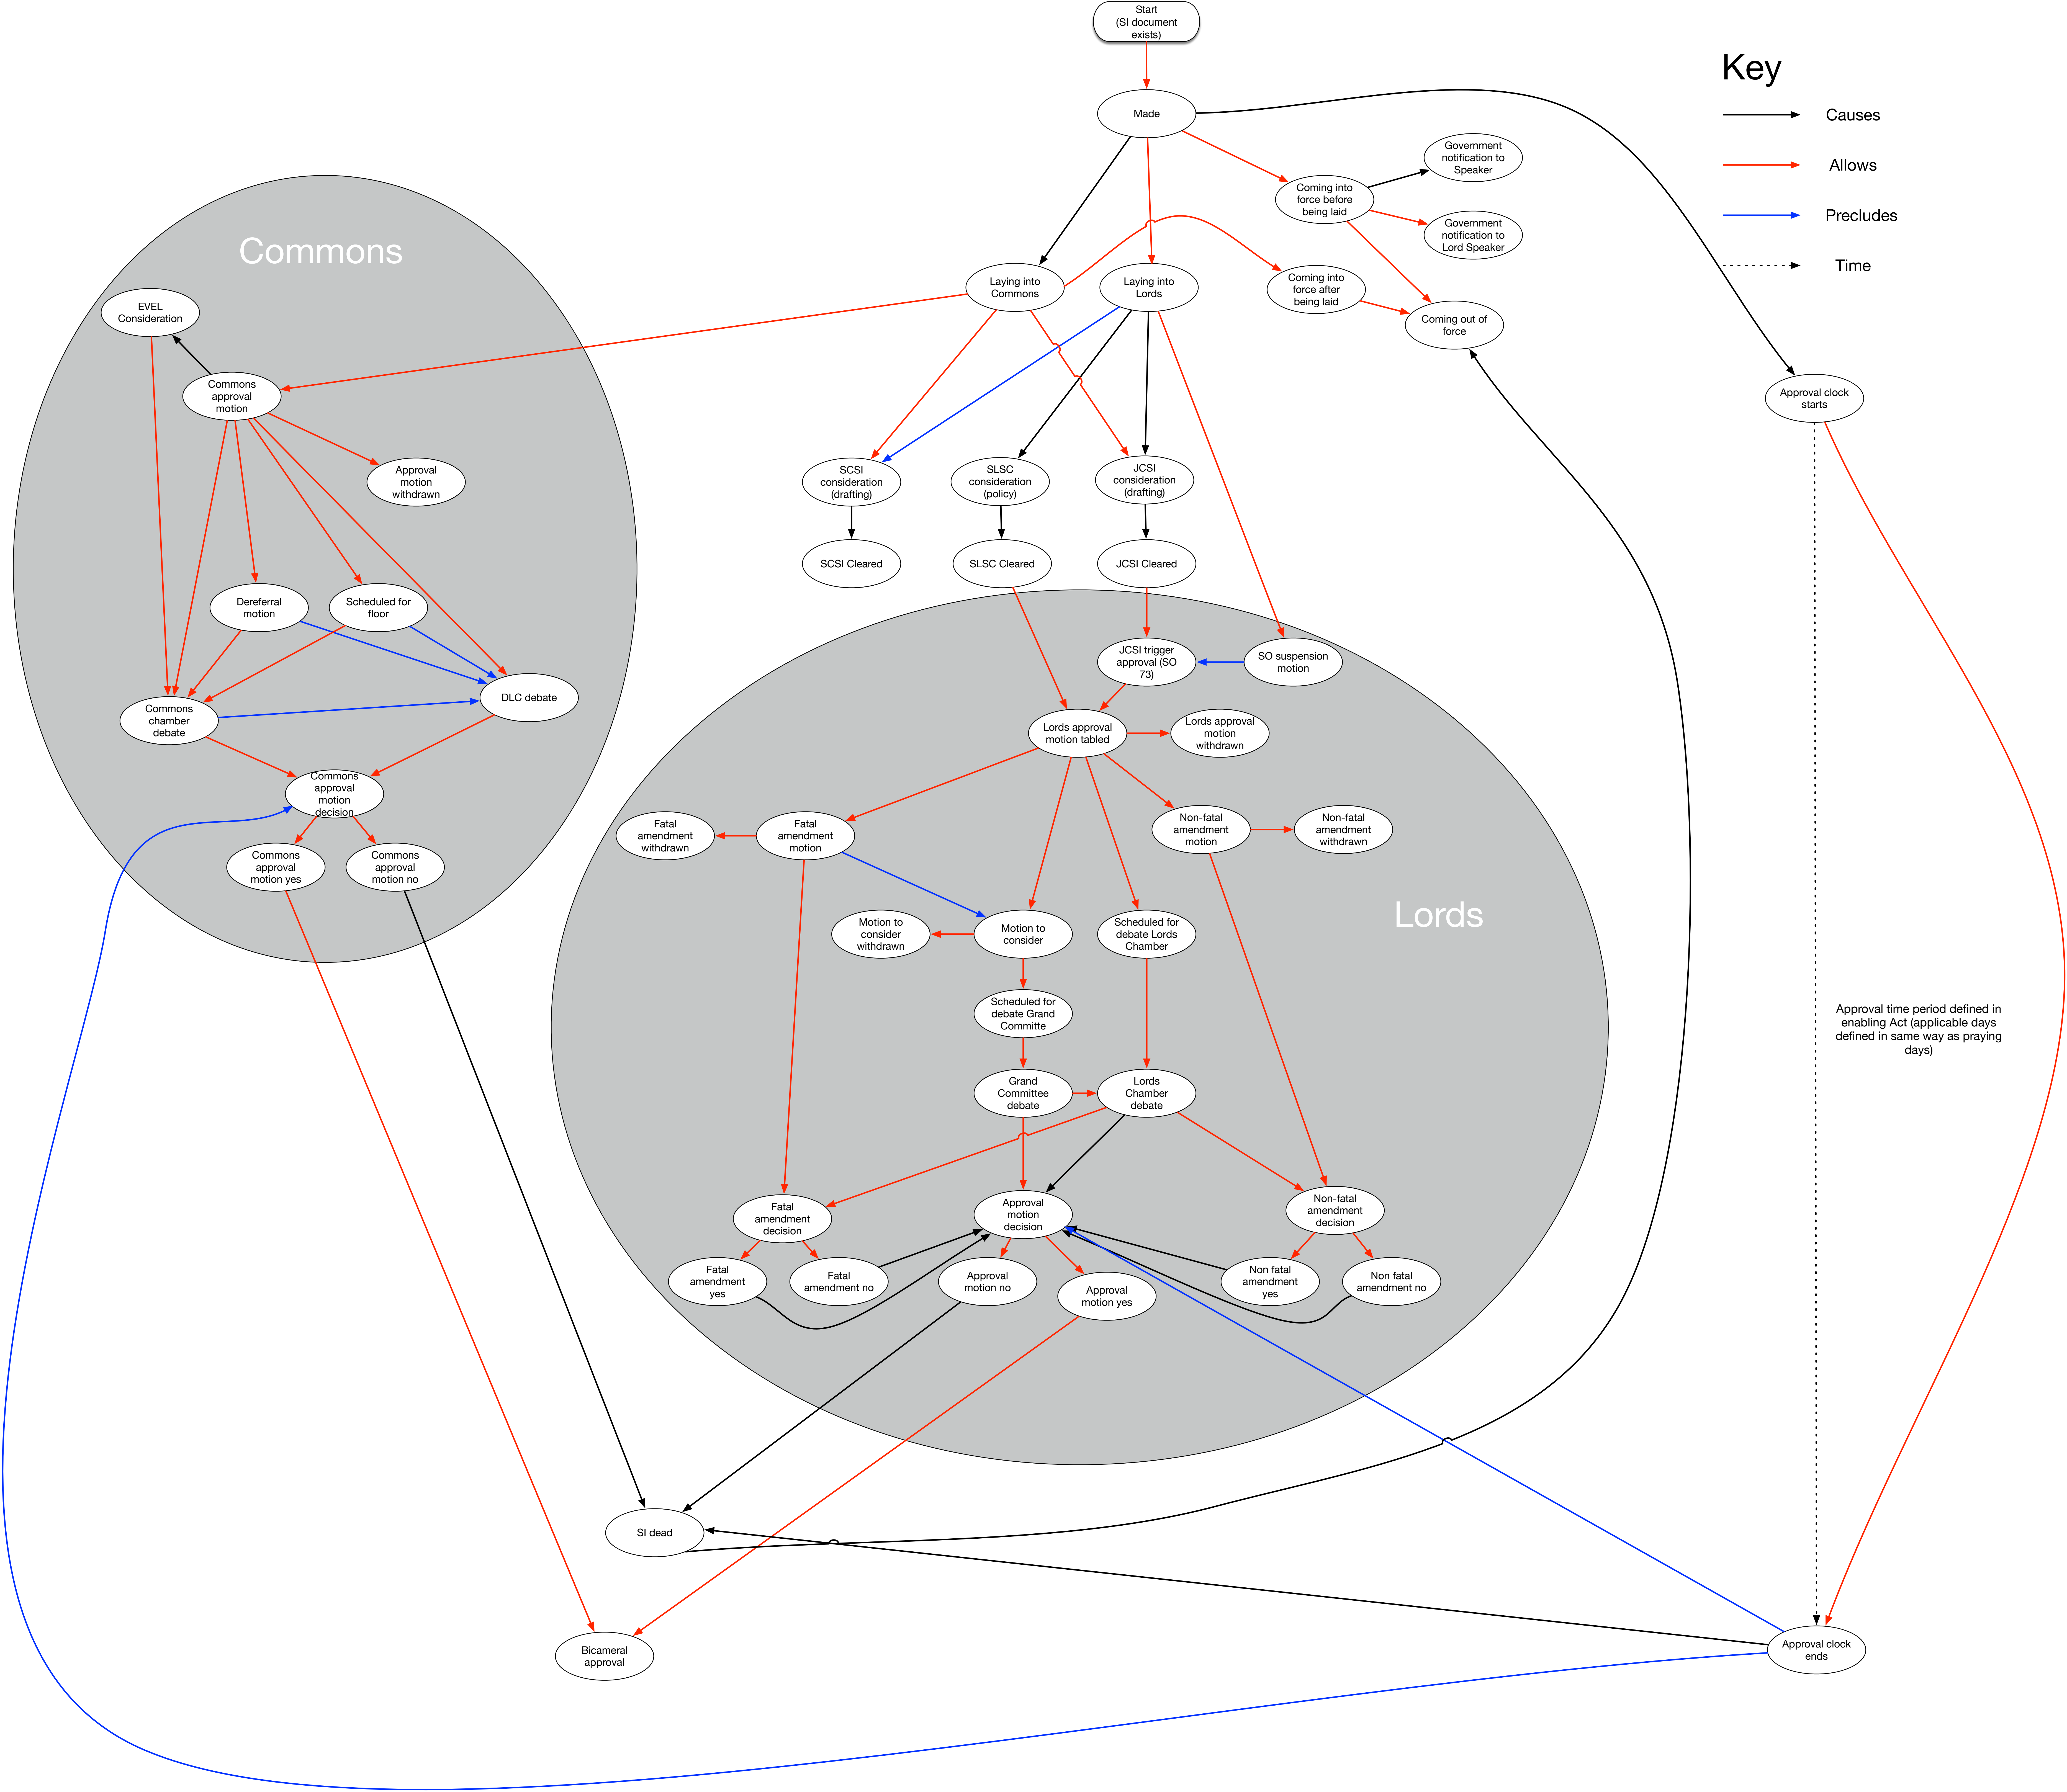 Start
(SI document
exists)
Key
Made
Causes
Government
notification to
Speaker
Allows
Coming into
force before
being laid
Precludes
Government
notification to
Lord Speaker
Commons
Time
Laying into
Commons
Laying into
Lords
Coming into
force after
being laid
EVEL
Consideration
Coming out of
force
Commons
approval
motion
Approval clock
starts
Approval
motion
withdrawn
SCSI
consideration
(drafting)
SLSC
consideration
(policy)
JCSI
consideration
(drafting)
SCSI Cleared
SLSC Cleared
JCSI Cleared
Dereferral
motion
Scheduled for
floor
JCSI trigger
approval (SO
73)
SO suspension
motion
DLC debate
Commons
chamber
debate
Lords approval
motion tabled
Lords approval
motion
withdrawn
Commons
approval
motion
decision
Fatal
amendment
withdrawn
Fatal
amendment
motion
Non-fatal
amendment
motion
Non-fatal
amendment
withdrawn
Commons
approval
motion yes
Commons
approval
motion no
Lords
Motion to
consider
withdrawn
Motion to
consider
Scheduled for
debate Lords
Chamber
Scheduled for
debate Grand
Committe
Approval time period defined in
enabling Act (applicable days
defined in same way as praying
days)
Grand
Committee
debate
Lords
Chamber
debate
Fatal
amendment
decision
Approval
motion
decision
Non-fatal
amendment
decision
Fatal
amendment
yes
Fatal
amendment no
Approval
motion no
Approval
motion yes
Non fatal
amendment
yes
Non fatal
amendment no
SI dead
Bicameral
approval
Approval clock
ends